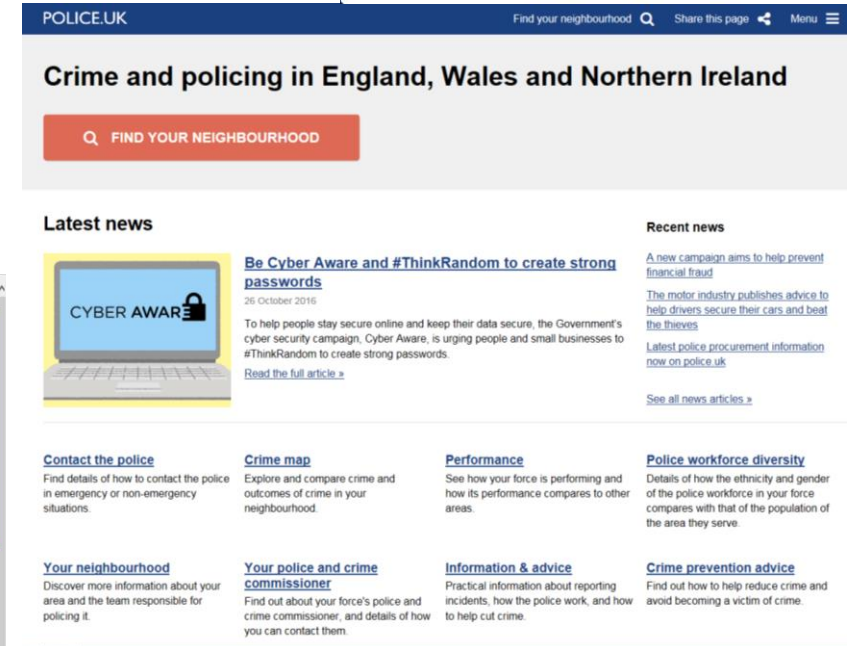 POLICE.UK
Find your neighbourhood
Share this page
Menu
Crime and policing in England, Wales and Northern Ireland
FIND YOUR NEIGHBOURHOOD
Latest news
CYBER AWARE
Be Cyber Aware and #ThinkRandom to create strong
passwords
26 October 2016
To help people stay secure online and keep their data secure, the Government's
cyber security campaign, Cyber Aware, is urging people and small businesses to
#ThinkRandom to create strong passwords.
Read the full article »
Recent news
A new campaign aims to help prevent
financial fraud
The motor industry publishes advice to
help drivers secure their cars and beat
the thieves
Latest police procurement information
now on police.uk
See all news articles »
Contact the police
Find details of how to contact the police
in emergency or non-emergency
situations.
Crime map
Explore and compare crime and
outcomes of crime in your
neighbourhood.
Performance
See how your force is performing and
how its performance compares to other
areas.
Police workforce diversity
Details of how the ethnicity and gender
of the police workforce in your force
compares with that of the population of
the area they serve.
Your neighbourhood
Discover more information about your
area and the team responsible for
policing it.
Your police and crime
commissioner
Find out about your force's police and
crime commissioner, and details of how
you can contact them.
Information & advice
Practical information about reporting
incidents, how the police work, and how
to help cut crime.
Crime prevention advice
Find out how to help reduce crime and
avoid becoming a victim of crime.